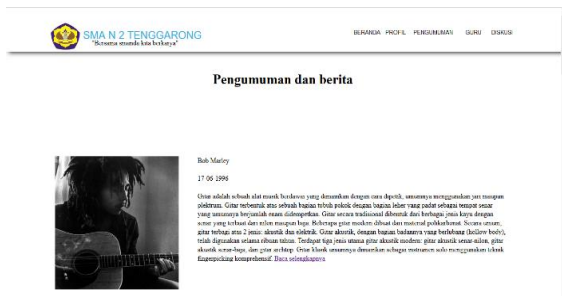 SMA N 2 TENGGARONG
"Bersama smanda kita berkarya"
BERANDA PROFIL PENGUMUMAN GURU DISKUSI
Pengumuman dan berita
Bob Marley
17 06 1996
Gitar adalah sebuah alat musik berdawai yang dimainkan dengan cara dipetik, umumnya menggunakan jari maupun
plektrum. Gitar terbentuk atas sebuah bagian tubuh pokok dengan bagian leher yang padat sebagai tempat senar
yang umumnya berjumlah enam didempetkan. Gitar secara tradisional dibentuk dari berbagai jenis kayu dengan
senar yang terbuat dari nilon maupun baja. Beberapa gitar modern dibuat dari material polikarbonat. Secara umum,
gitar terbagi atas 2 jenis: akustik dan elektrik. Gitar akustik, dengan bagian badannya yang berlubang (hollow body),
telah digunakan selama ribuan tahun. Terdapat tiga jenis utama gitar akustik modern: gitar akustik senar-nilon, gitar
akustik senar-baja, dan gitar archtop. Gitar klasik umumnya dimainkan sebagai instrumen solo menggunakan teknik
fingerpicking komprehensif. Baca selengkapnya